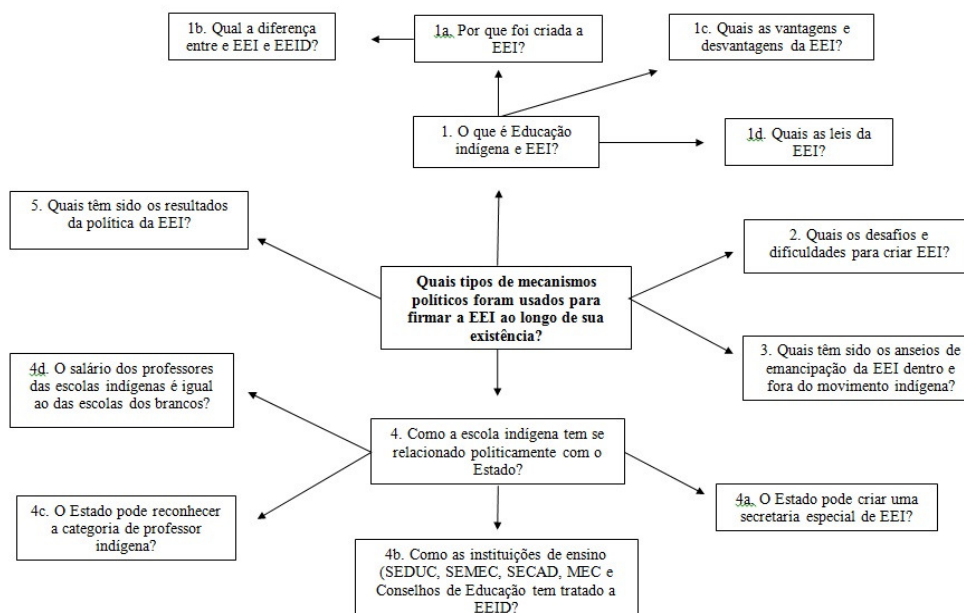 1b. Qual a diferença
entre e EEI e EEID?
1a. Por que foi criada a
EEI?
1c. Quais as vantagens e
desvantagens da EEI?
1. O que é Educação
indígena e EEI?
1d. Quais as leis da
EEI?
5. Quais têm sido os resultados
da política da EEI?
2. Quais os desafios e
dificuldades para criar EEI?
Quais tipos de mecanismos
políticos foram usados para
firmar a EEI ao longo de sua
existência?
3. Quais têm sido os anseios de
emancipação da EEI dentro e
fora do movimento indígena?
4d. O salário dos professores
das escolas indígenas é igual
ao das escolas dos brancos?
4. Como a escola indígena tem se
relacionado politicamente com o
Estado?
4c. O Estado pode reconhecer
a categoria de professor
indígena?
4a. O Estado pode criar uma
secretaria especial de EEI?
4b. Como as instituições de ensino
(SEDUC, SEMEC, SECAD, MEC e
Conselhos de Educação tem tratado a
EEID?